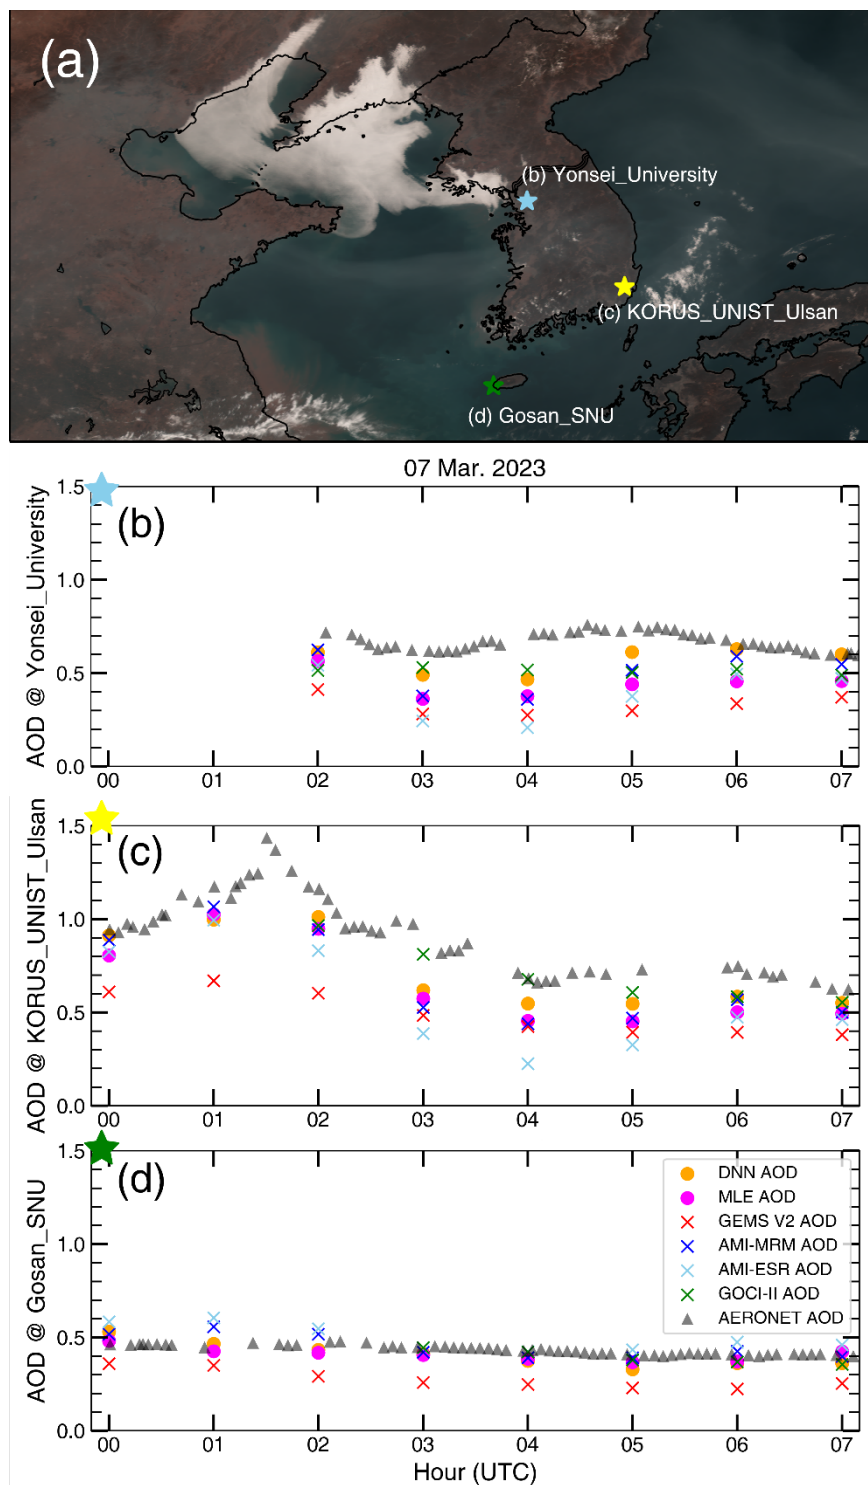 (a)
(b) Yonsei_University
(c) KORUS_UNIST_Ulsan
(d) Gosan_SNU
07 Mar. 2023
(b)
AOD @ Yonsei_University
1.5
1.0
0.5
0.0
00 01 02 03 04 05 06 07
(c)
AOD @ KORUS_UNIST_Ulsan
1.5
1.0
0.5
0.0
00 01 02 03 04 05 06 07
(d)
AOD @ Gosan_SNU
1.5
1.0
0.5
0.0
DNN AOD
MLE AOD
GEMS V2 AOD
AMI-MRM AOD
AMI-ESR AOD
GOCI-II AOD
AERONET AOD
00 01 02 03 04 05 06 07
Hour (UTC)